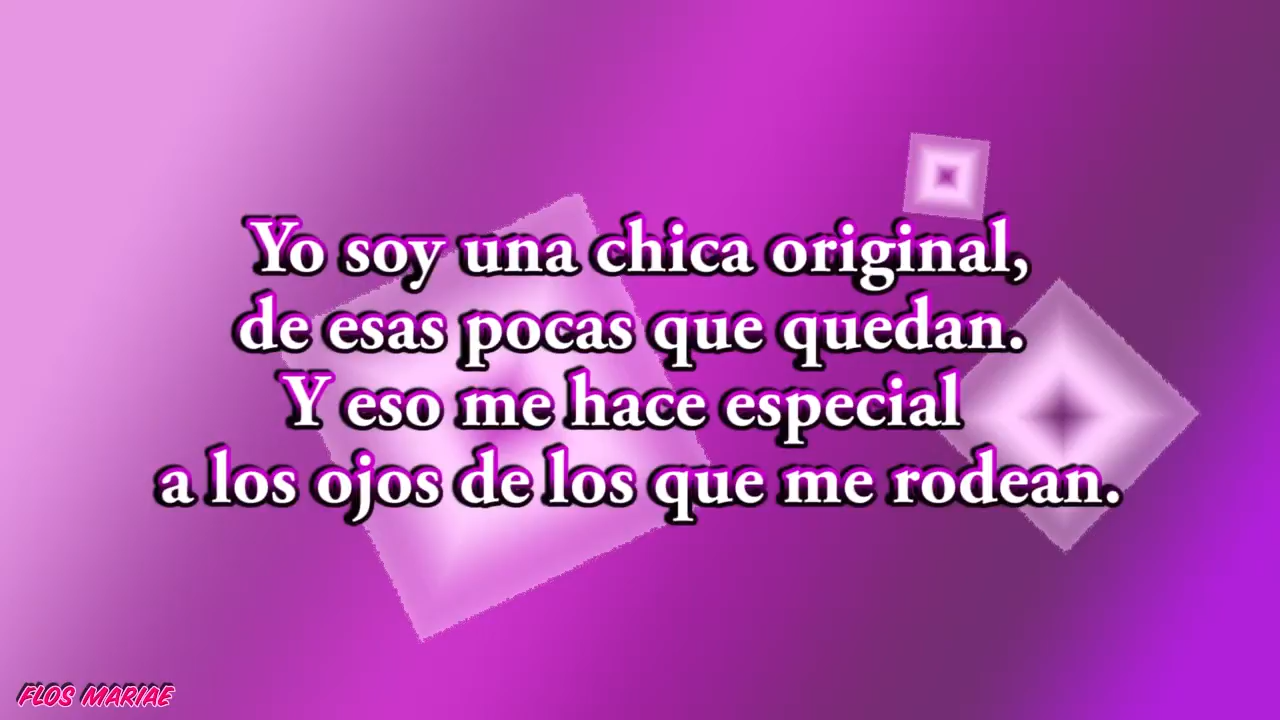 Yo soy una chica original,
de esas pocas que quedan.
Y eso me hace especial
a los ojos de los que me rodean.
FLOS MARIAE